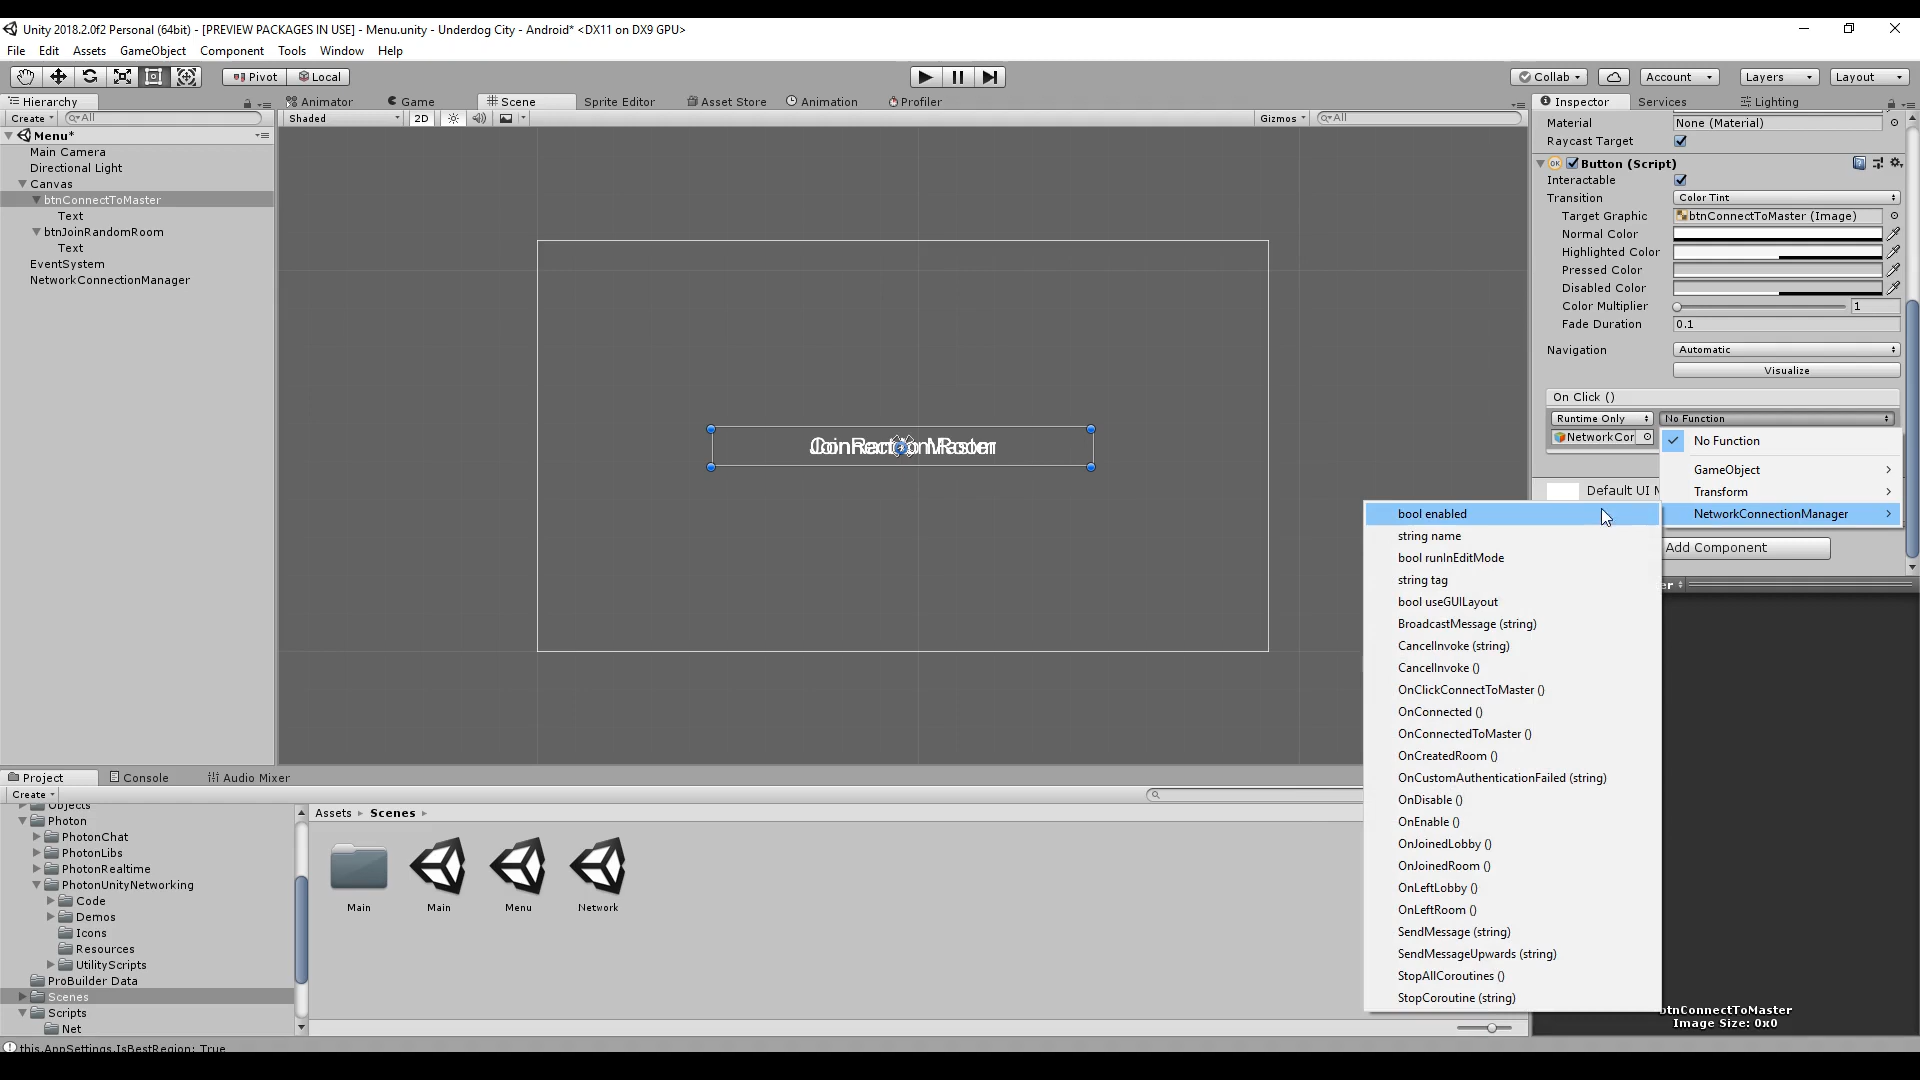 Unity 2018.2.0f2 Personal (64bit) - [PREVIEW PACKAGES IN USE] - Menu.unity - Underdog City - Android* <DX11 on DX9 GPU>
File Edit Assets GameObject Component Tools Window Help
Pivot Local Collab Account Layers Layout
Hierarchy Animator Game Scene Sprite Editor Asset Store Animation Profiler Inspector Services Lighting
Create All Shaded 2D Gizmos All
Menu*
Main Camera
Directional Light
Canvas
btnConnectToMaster
Text
btnJoinRandomRoom
Text
EventSystem
NetworkConnectionManager
Material None (Material)
Raycast Target
Button (Script)
Interactable
Transition Color Tint
Target Graphic btnConnectToMaster (Image)
Normal Color
Highlighted Color
Pressed Color
Disabled Color
Color Multiplier 1
Fade Duration 0.1
Navigation Automatic
Visualize
On Click ()
Runtime Only No Function
NetworkCor
No Function
GameObject
Transform
NetworkConnectionManager
Default UI M
Add Component
er
bool enabled
string name
bool runInEditMode
string tag
bool useGUILayout
BroadcastMessage (string)
CancelInvoke (string)
CancelInvoke ()
OnClickConnectToMaster ()
OnConnected ()
OnConnectedToMaster ()
OnCreatedRoom ()
OnCustomAuthenticationFailed (string)
OnDisable ()
OnEnable ()
OnJoinedLobby ()
OnJoinedRoom ()
OnLeftLobby ()
OnLeftRoom ()
SendMessage (string)
SendMessageUpwards (string)
StopAllCoroutines ()
StopCoroutine (string)
Project Console Audio Mixer
Create
Objects
Photon
PhotonChat
PhotonLibs
PhotonRealtime
PhotonUnityNetworking
Code
Demos
Icons
Resources
UtilityScripts
ProBuilder Data
Scenes
Scripts
Net
Assets Scenes
Main Main Menu Network
btnConnectToMaster
Image Size: 0x0
this.AppSettings.IsBestRegion: True